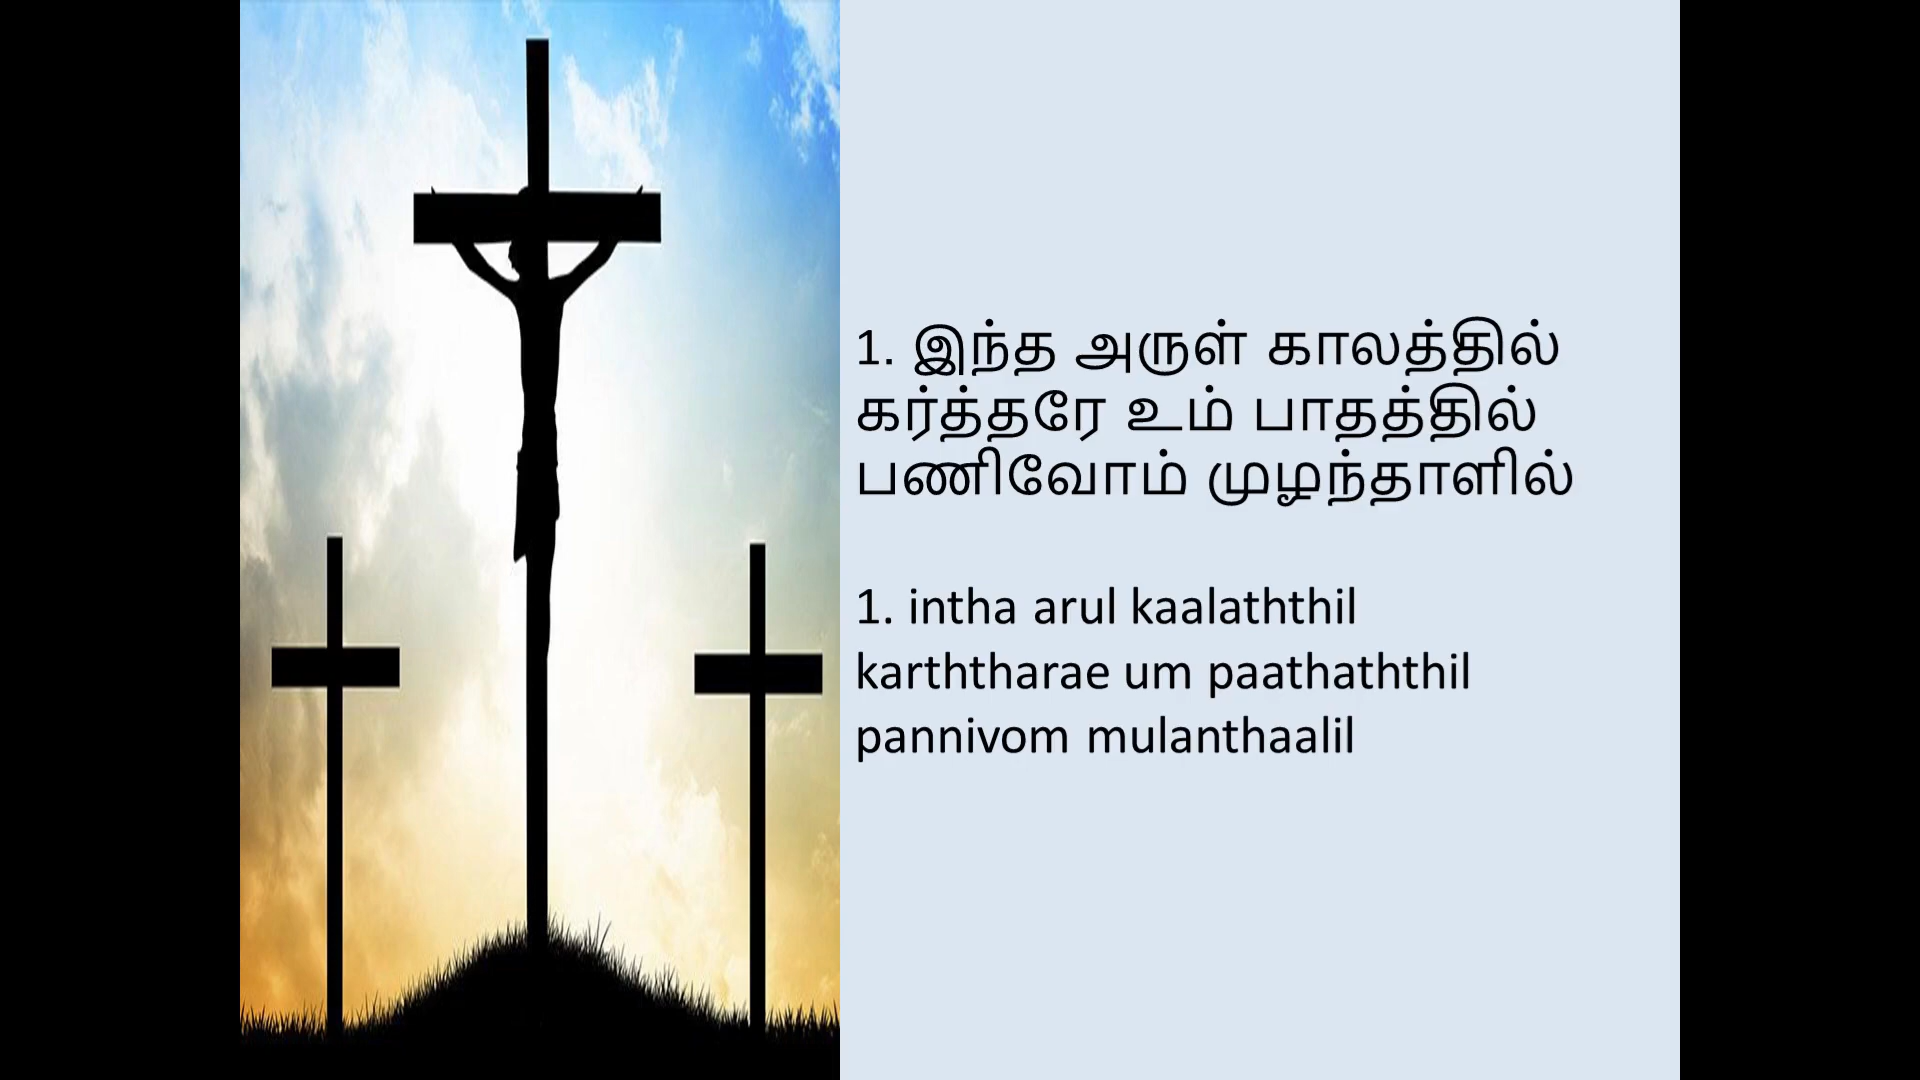 1. இந்த அருள் காலத்தில்
கர்த்தரே உம் பாதத்தில்
பணிவோம் முழந்தாளில்
1. intha arul kaalaththil
karththarae um paathaththil
pannivom mulanthaalil